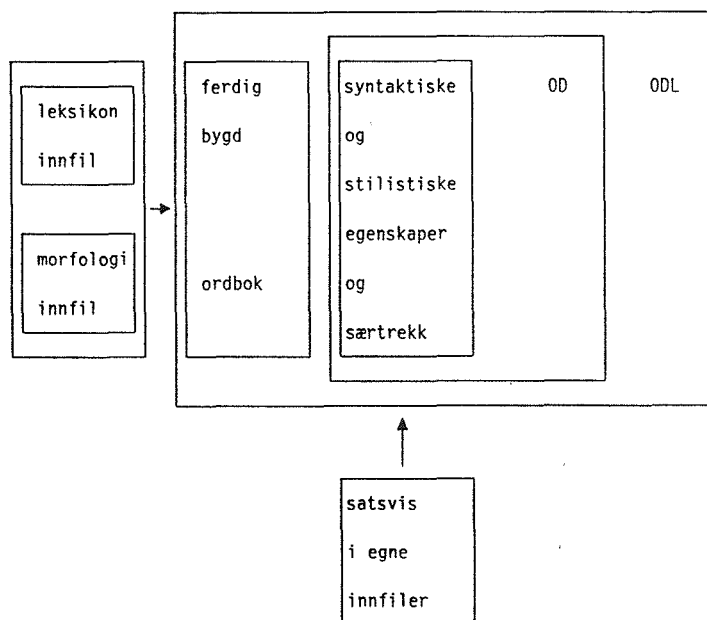 leksikon
innfil
morfologi
innfil
ferdig
bygd
ordbok
syntaktiske
og
stilistiske
egenskaper
og
særtrekk
OD
ODL
satsvis
i egne
innfiler